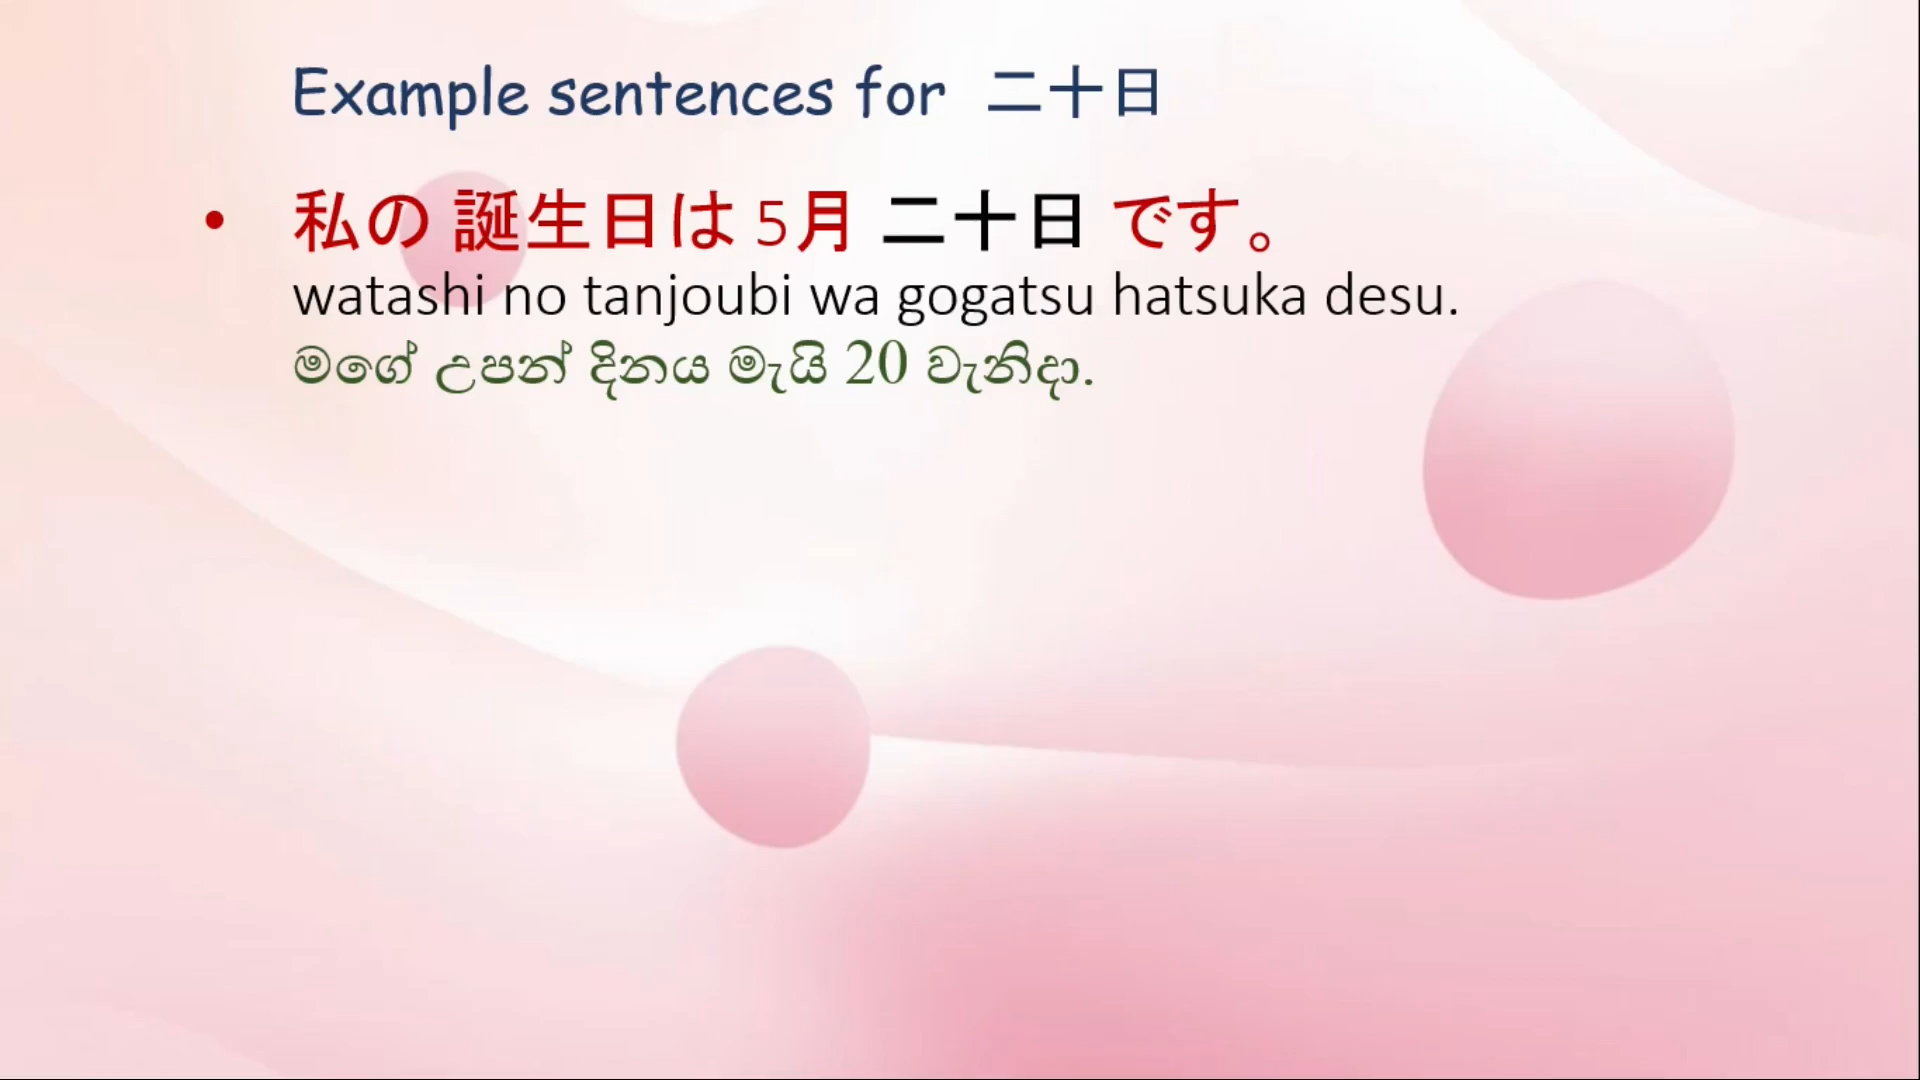 Example sentences for 二十日
• 私の 誕生日は 5月 二十日 です。
watashi no tanjoubi wa gogatsu hatsuka desu.
මගේ උපන් දිනය මැයි 20 වැනිදා.